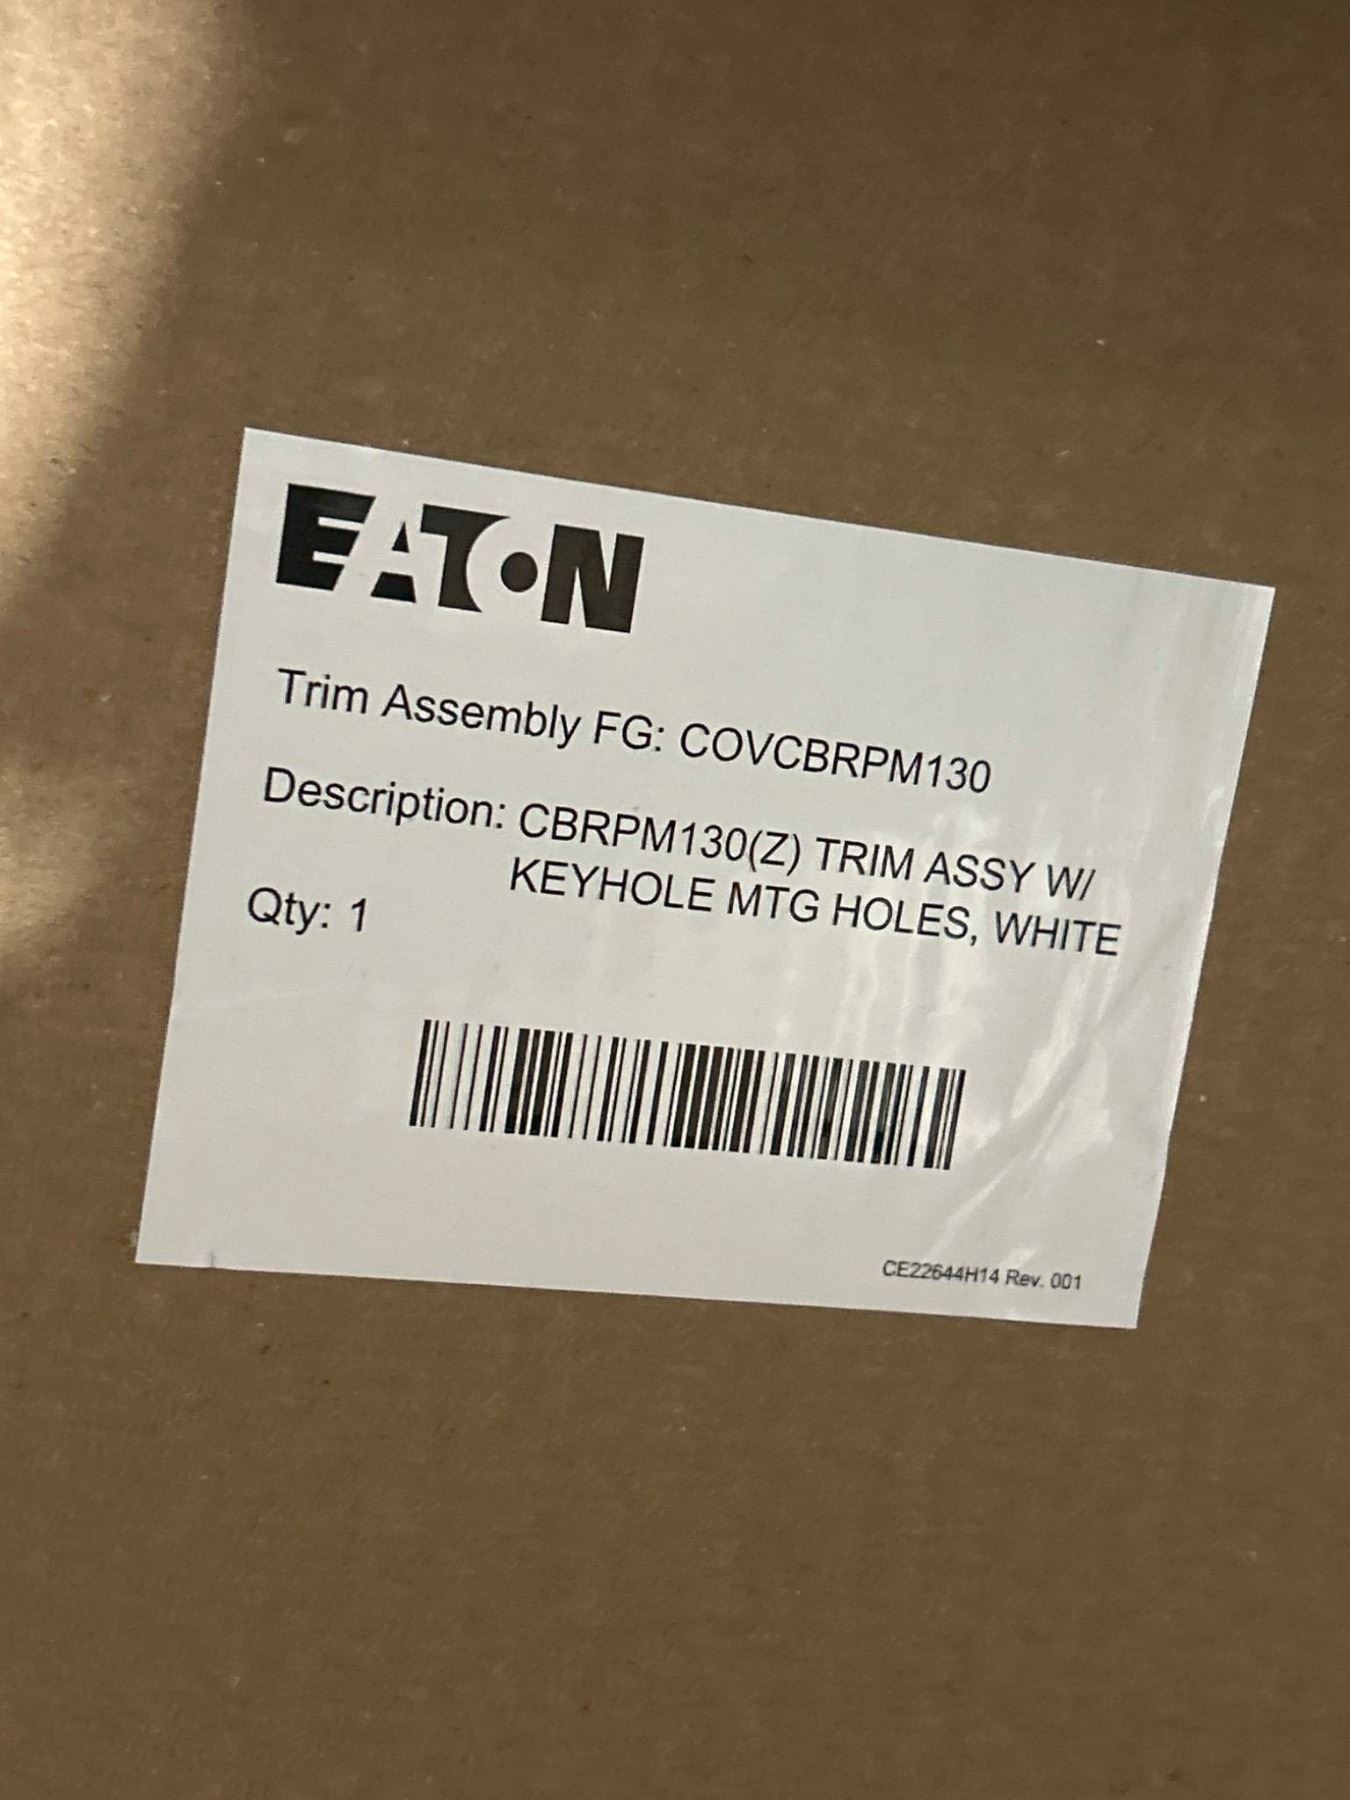 EATON
Trim Assembly FG: COVCBRPM130
Description: CBRPM130(Z) TRIM ASSY W/
KEYHOLE MTG HOLES, WHITE
Qty: 1
CE22644H14 Rev. 001